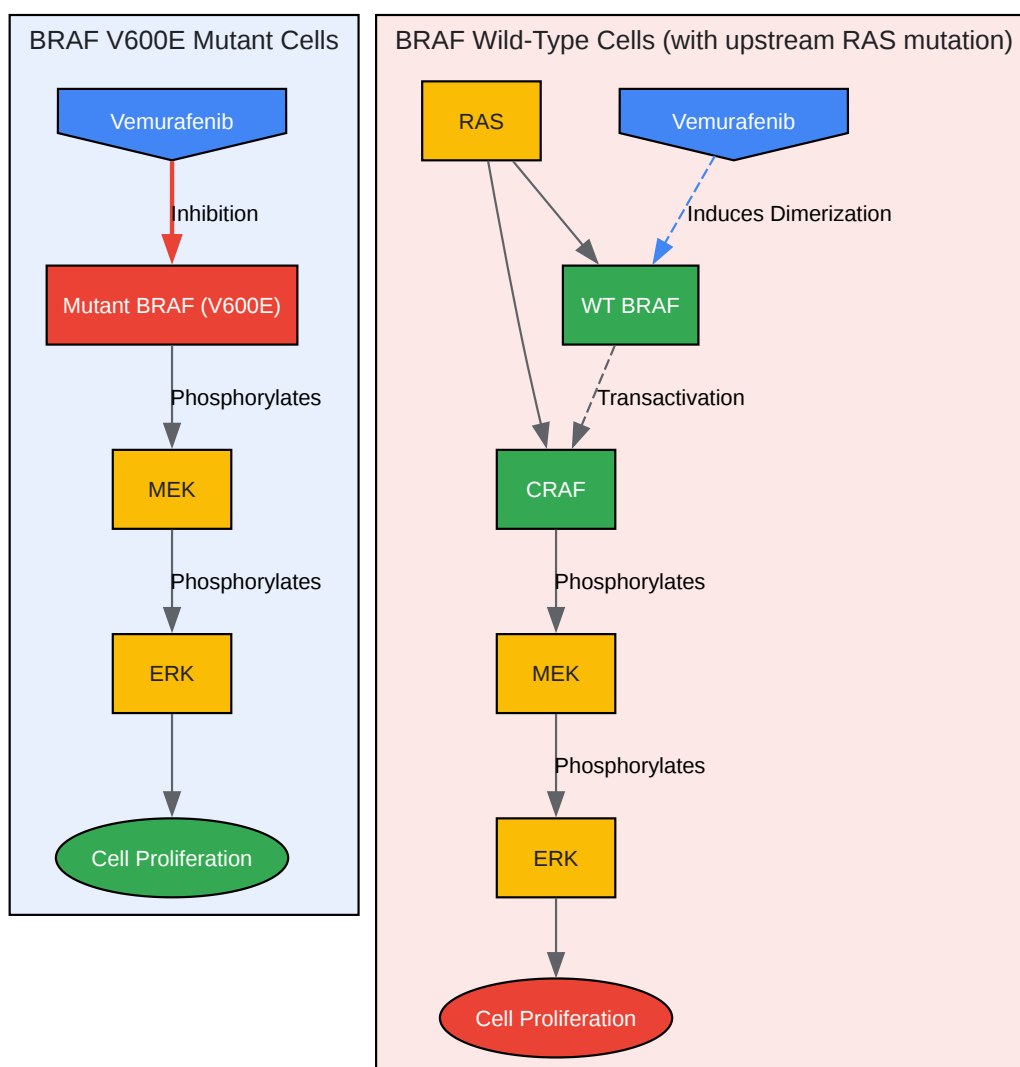 BRAF V600E Mutant Cells
Vemurafenib
Inhibition
Mutant BRAF (V600E)
Phosphorylates
MEK
Phosphorylates
ERK
Cell Proliferation
BRAF Wild-Type Cells (with upstream RAS mutation)
RAS
Vemurafenib
Induces Dimerization
WT BRAF
Transactivation
CRAF
Phosphorylates
MEK
Phosphorylates
ERK
Cell Proliferation